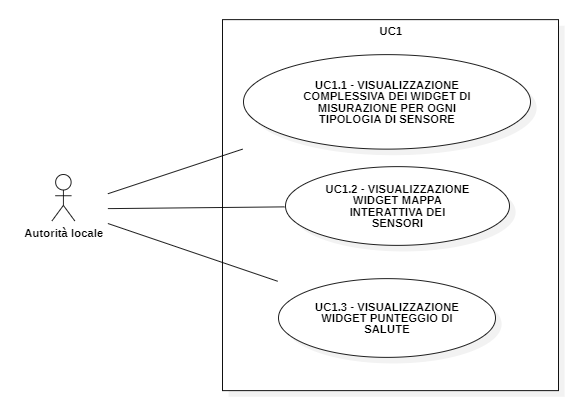 UC1
UC1.1 - VISUALIZZAZIONE
COMPLESSIVA DEI WIDGET DI
MISURAZIONE PER OGNI
TIPOLOGIA DI SENSORE
UC1.2 - VISUALIZZAZIONE
WIDGET MAPPA
INTERATTIVA DEI
SENSORI
Autorità locale
UC1.3 - VISUALIZZAZIONE
WIDGET PUNTEGGIO DI
SALUTE